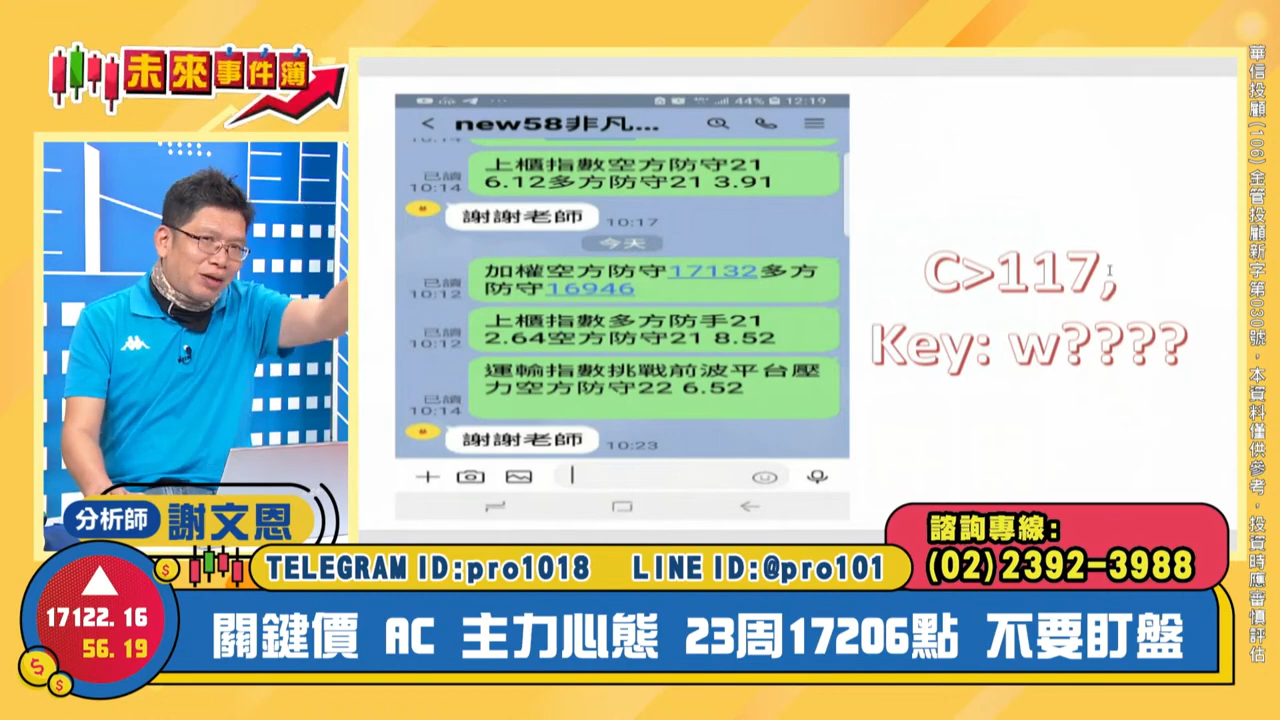 未來事件簿
44% 12:19
new58非凡...
上櫃指數空方防守21
6.12多方防守21 3.91
已讀
10:14
謝謝老師
10:17
今天
加權空方防守17132多方
防守16946
已讀
10:12
上櫃指數多方防手21
2.64空方防守21 8.52
已讀
10:12
運輸指數挑戰前波平台壓
力空方防守22 6.52
已讀
10:14
謝謝老師
10:23
C>117,
Key: w????
華信投顧(106)金管投顧新字第030號，本資料僅供參考，投資時應審慎評估
分析師 謝文恩
諮詢專線:
(02)2392-3988
TELEGRAM ID:pro1018 LINE ID:@pro101
17122.16
56.19
關鍵價 AC 主力心態 23周17206點 不要盯盤